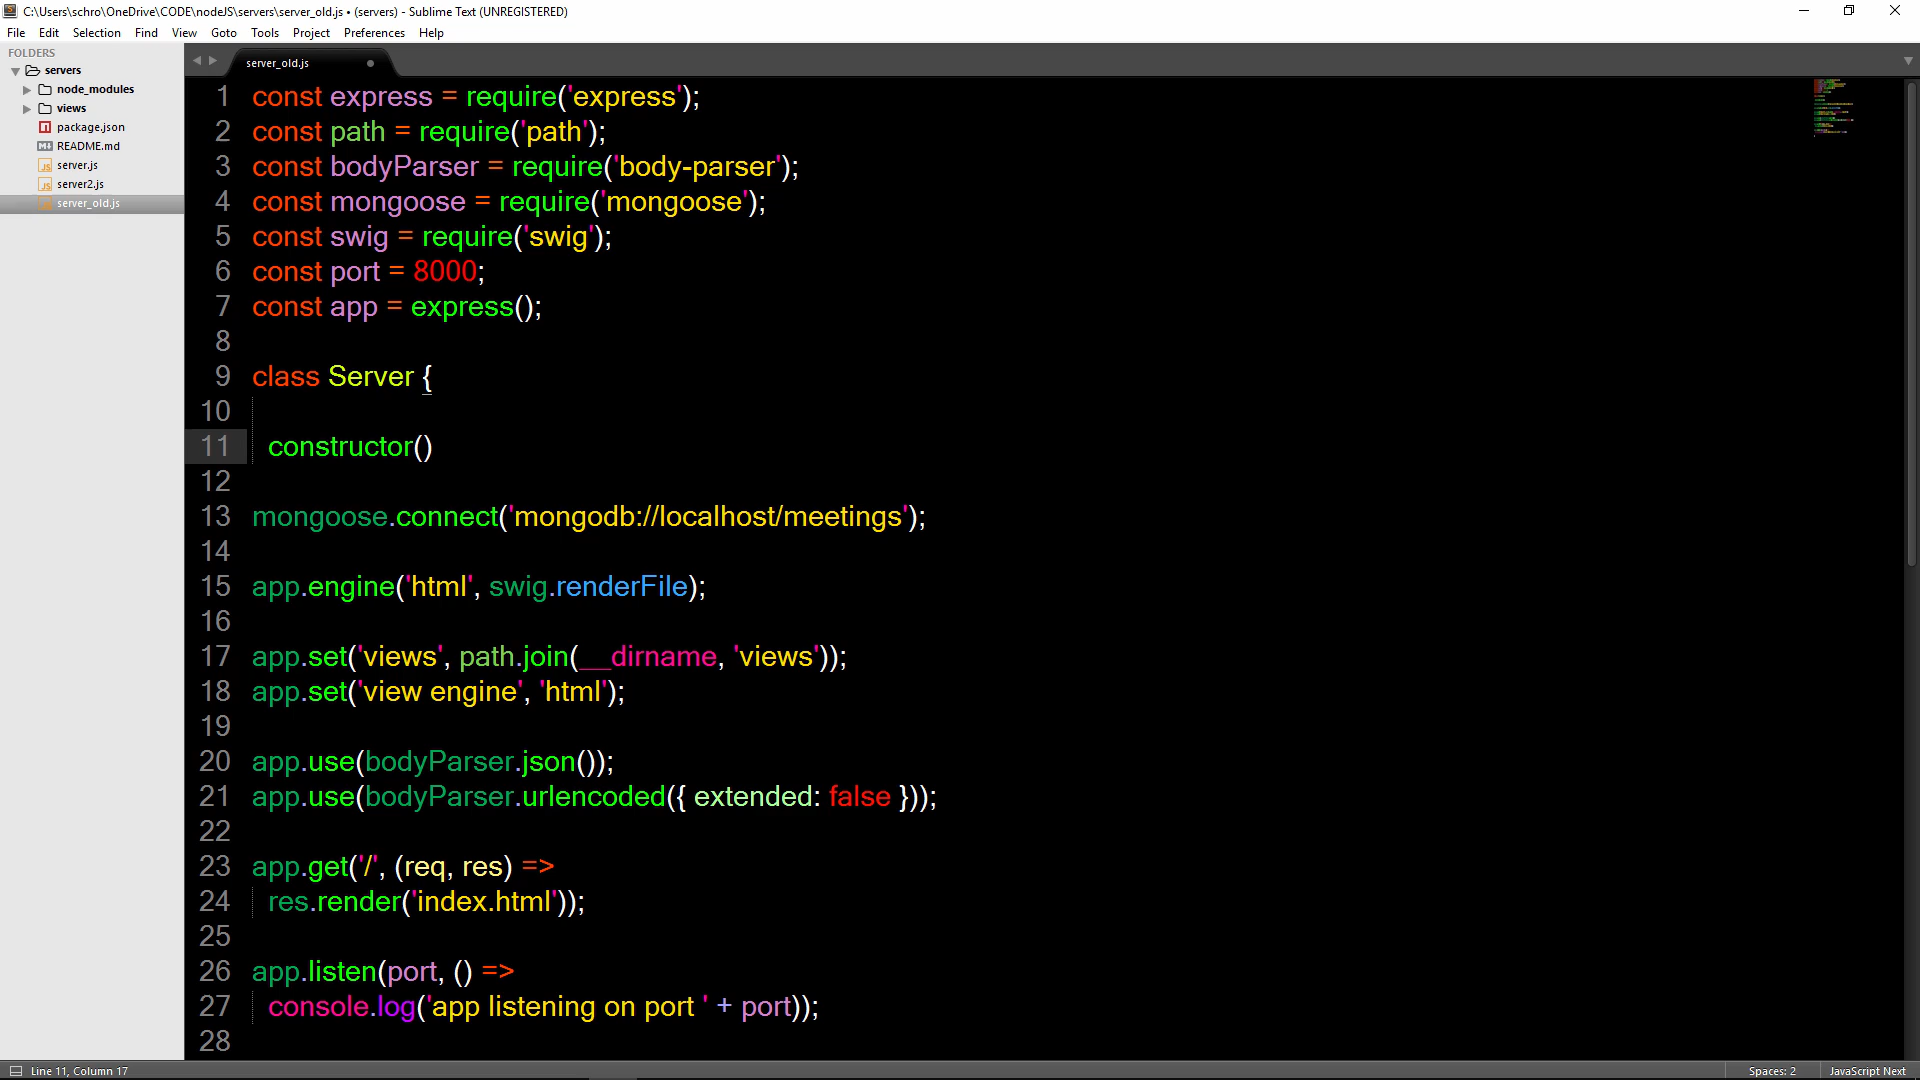 C:\Users\schro\OneDrive\CODE\nodeJS\servers\server_old.js • (servers) - Sublime Text (UNREGISTERED)
File Edit Selection Find View Goto Tools Project Preferences Help
FOLDERS
servers
node_modules
views
package.json
README.md
server.js
server2.js
server_old.js
server_old.js
1 const express = require('express');
2 const path = require('path');
3 const bodyParser = require('body-parser');
4 const mongoose = require('mongoose');
5 const swig = require('swig');
6 const port = 8000;
7 const app = express();
8
9 class Server {
10
11 constructor()
12
13 mongoose.connect('mongodb://localhost/meetings');
14
15 app.engine('html', swig.renderFile);
16
17 app.set('views', path.join(__dirname, 'views'));
18 app.set('view engine', 'html');
19
20 app.use(bodyParser.json());
21 app.use(bodyParser.urlencoded({ extended: false }));
22
23 app.get('/', (req, res) =>
24 res.render('index.html'));
25
26 app.listen(port, () =>
27 console.log('app listening on port ' + port));
28
Line 11, Column 17
Spaces: 2
JavaScript Next